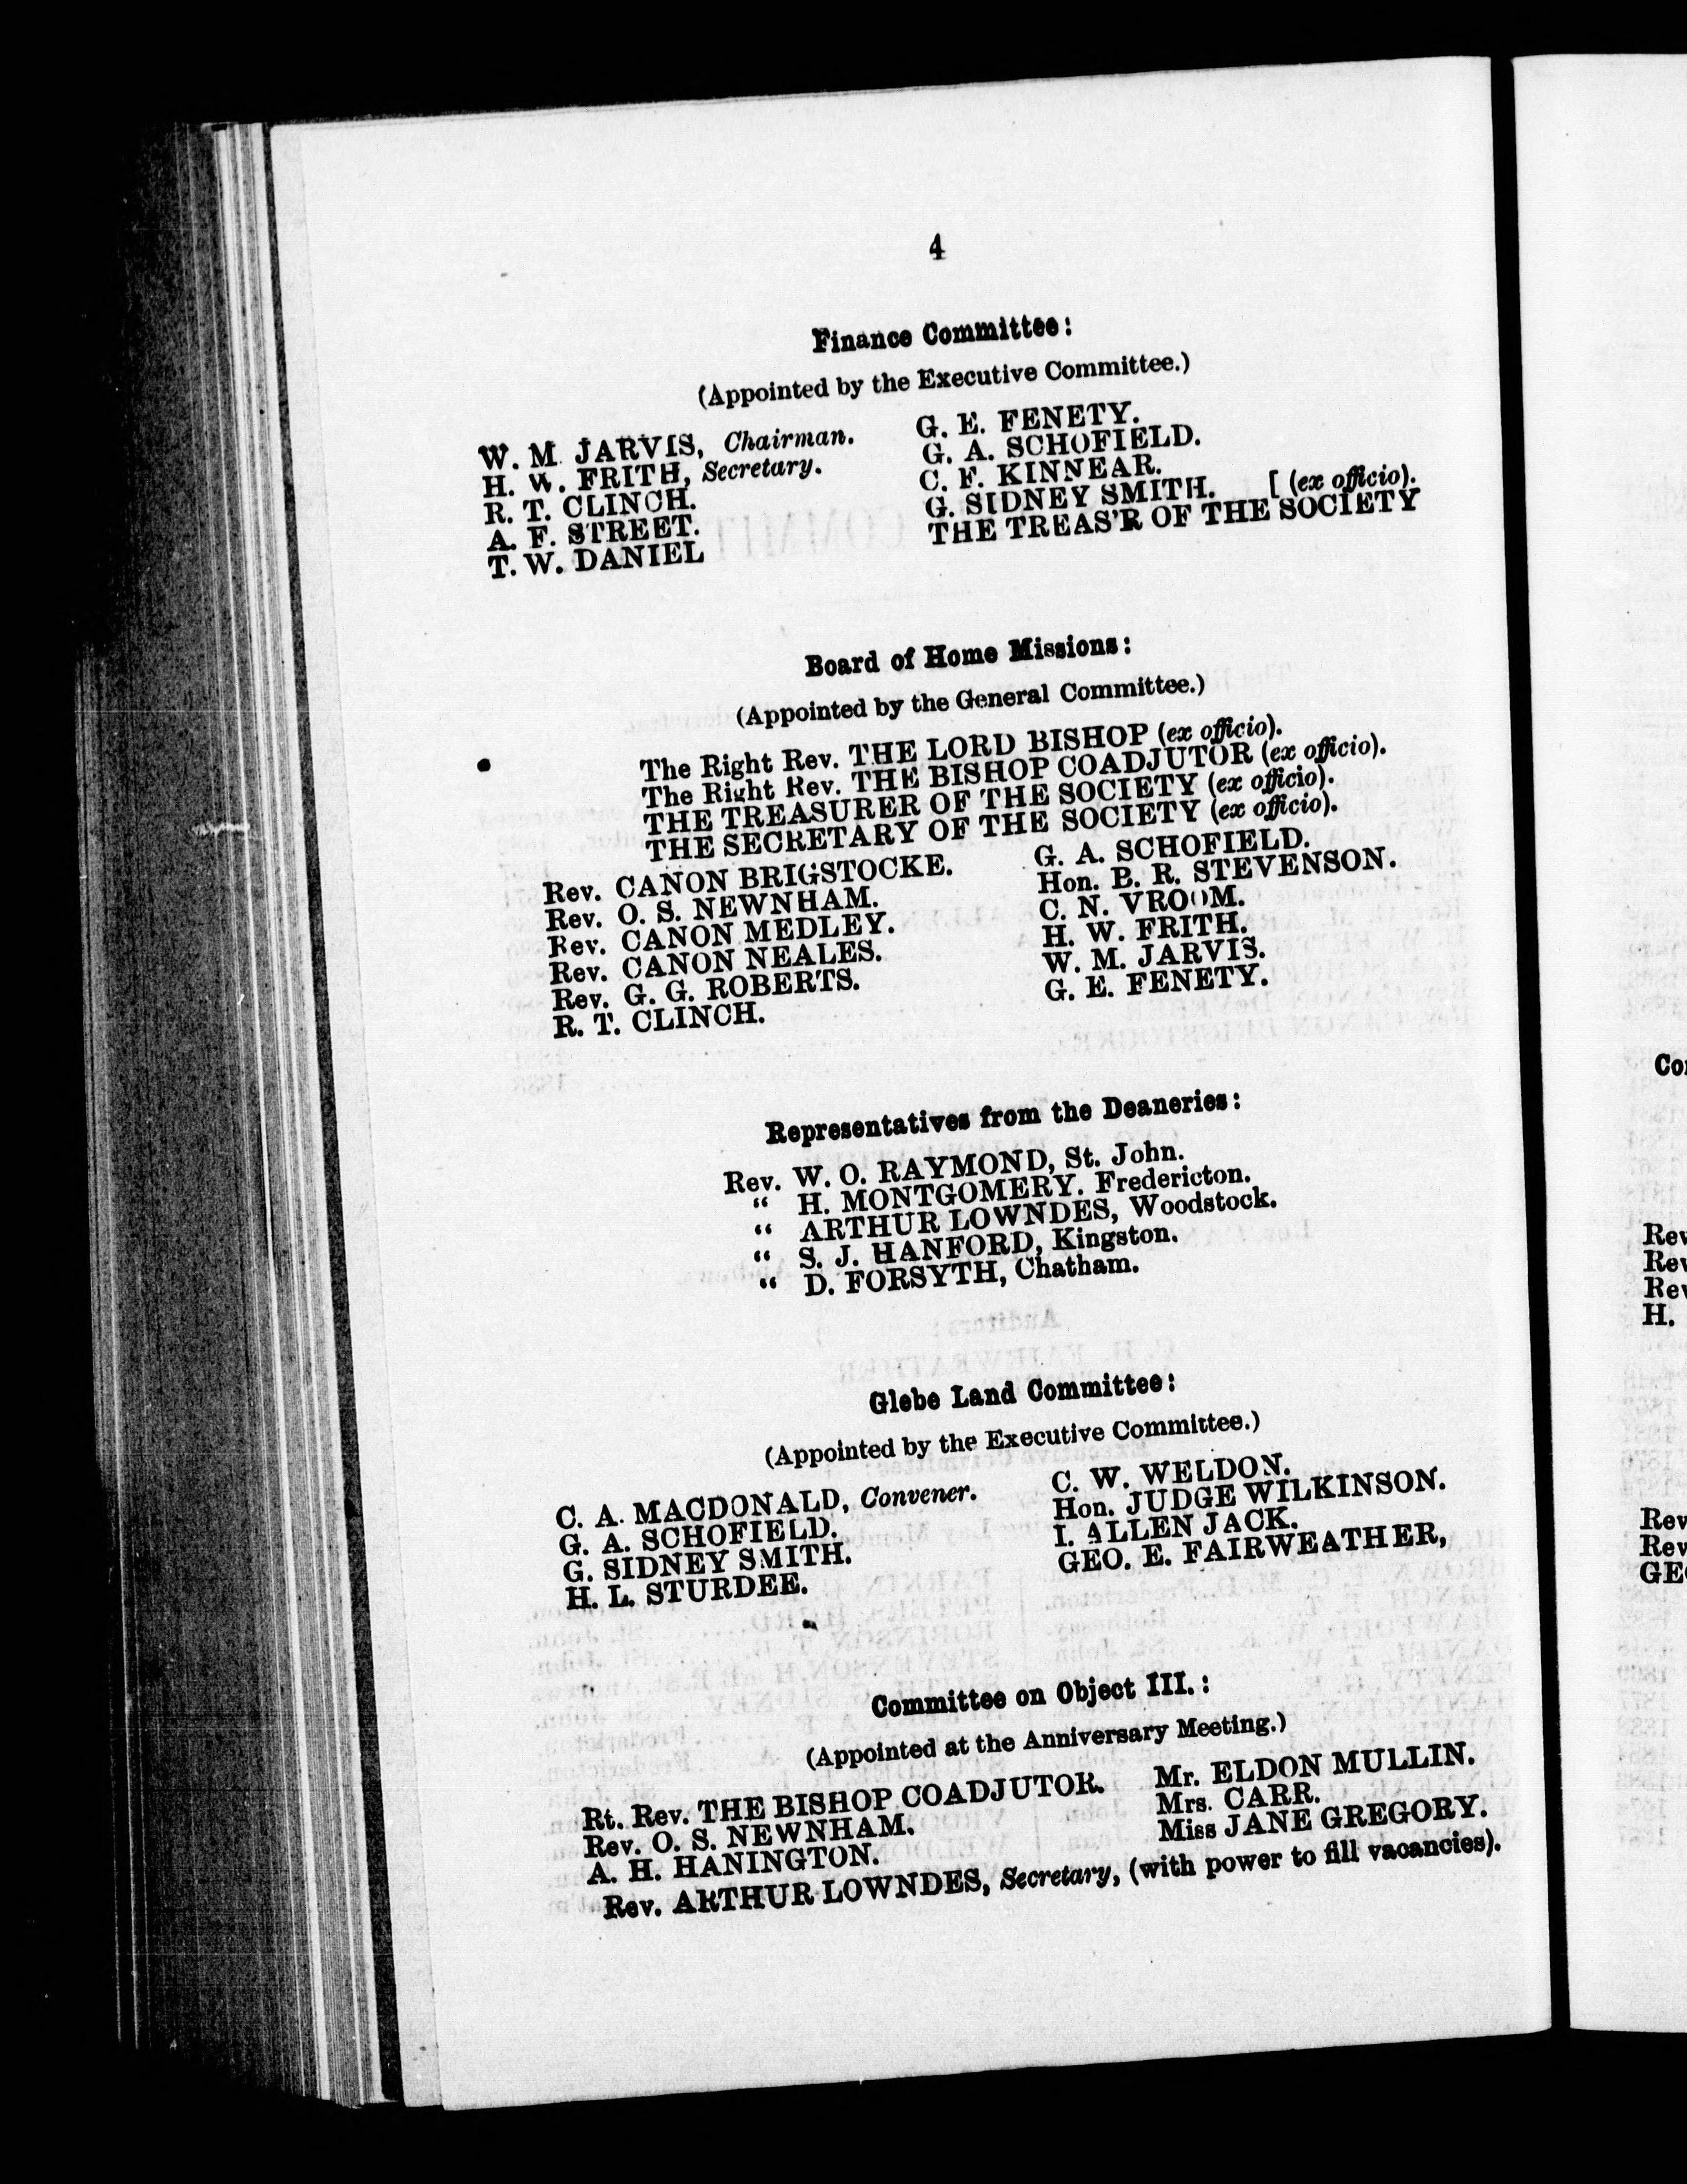 4
Finance Committee:
(Appointed by the Executive Committee.)
W. M. JARVIS, Chairman.
H. W. FRITH, Secretary.
R. T. CLINCH.
A. F. STREET.
T. W. DANIEL
G. E. FENETY.
G. A. SCHOFIELD.
C. F. KINNEAR.
G. SIDNEY SMITH. [ (ex officio).
THE TREAS'R OF THE SOCIETY
Board of Home Missions:
(Appointed by the General Committee.)
The Right Rev. THE LORD BISHOP (ex officio).
The Right Rev. THE BISHOP COADJUTOR (ex officio).
THE TREASURER OF THE SOCIETY (ex officio).
THE SECRETARY OF THE SOCIETY (ex officio).
Rev. CANON BRIGSTOCKE.
Rev. O. S. NEWNHAM.
Rev. CANON MEDLEY.
Rev. CANON NEALES.
Rev. G. G. ROBERTS.
R. T. CLINCH.
G. A. SCHOFIELD.
Hon. B. R. STEVENSON.
C. N. VROOM.
H. W. FRITH.
W. M. JARVIS.
G. E. FENETY.
Representatives from the Deaneries:
Rev. W. O. RAYMOND, St. John.
“ H. MONTGOMERY. Fredericton.
“ ARTHUR LOWNDES, Woodstock.
“ S. J. HANFORD, Kingston.
“ D. FORSYTH, Chatham.
Glebe Land Committee:
(Appointed by the Executive Committee.)
C. A. MACDONALD, Convener.
G. A. SCHOFIELD.
G. SIDNEY SMITH.
H. L. STURDEE.
C. W. WELDON.
Hon. JUDGE WILKINSON.
I. ALLEN JACK.
GEO. E. FAIRWEATHER,
Committee on Object III.:
(Appointed at the Anniversary Meeting.)
Rt. Rev. THE BISHOP COADJUTOR.
Rev. O. S. NEWNHAM.
A. H. HANINGTON.
Mr. ELDON MULLIN.
Mrs. CARR.
Miss JANE GREGORY.
Rev. ARTHUR LOWNDES, Secretary, (with power to fill vacancies).
Rev
Rev
Rev
H.
Rev
Rev